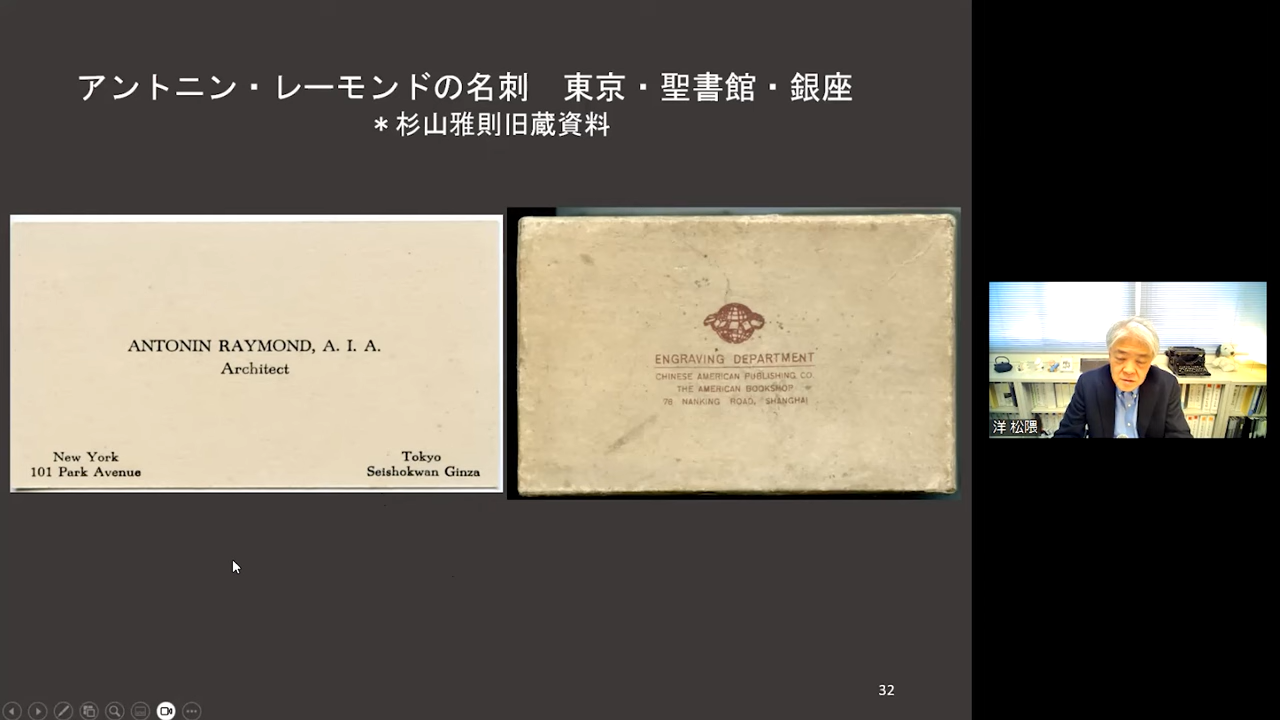 アントニン・レーモンドの名刺　東京・聖書館・銀座
＊杉山雅則旧蔵資料
ANTONIN RAYMOND, A. I. A.
Architect
New York
101 Park Avenue
Tokyo
Seishokwan Ginza
ENGRAVING DEPARTMENT
CHINESE AMERICAN PUBLISHING CO
THE AMERICAN BOOKSHOP
78 NANKING ROAD, SHANGHAI
洋 松隈
32